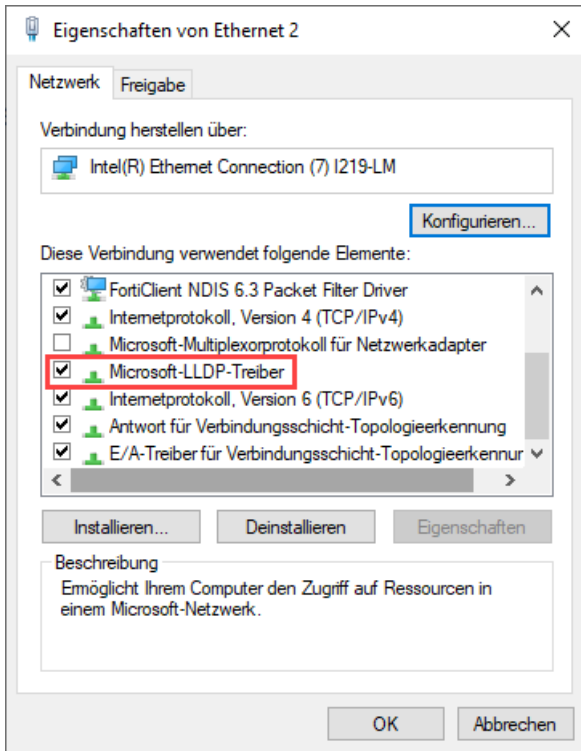 Eigenschaften von Ethernet 2
Netzwerk
Freigabe
Verbindung herstellen über:
Intel(R) Ethernet Connection (7) I219-LM
Konfigurieren...
Diese Verbindung verwendet folgende Elemente:
FortiClient NDIS 6.3 Packet Filter Driver
Internetprotokoll, Version 4 (TCP/IPv4)
Microsoft-Multiplexorprotokoll für Netzwerkadapter
Microsoft-LLDP-Treiber
Internetprotokoll, Version 6 (TCP/IPv6)
Antwort für Verbindungsschicht-Topologieerkennung
E/A-Treiber für Verbindungsschicht-Topologieerkennur
Installieren...
Deinstallieren
Eigenschaften
Beschreibung
Ermöglicht Ihrem Computer den Zugriff auf Ressourcen in
einem Microsoft-Netzwerk.
OK
Abbrechen